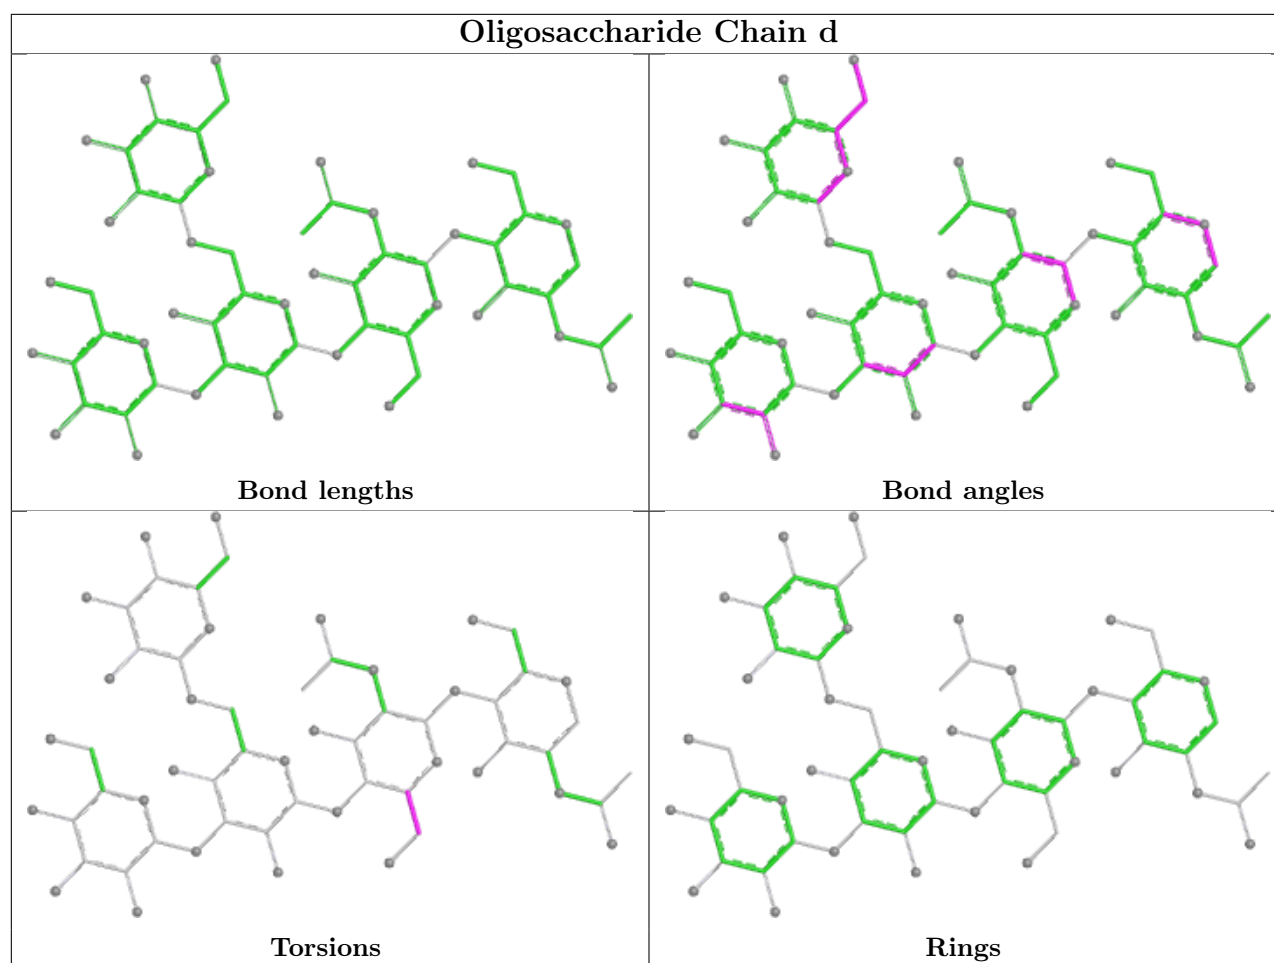 Oligosaccharide Chain d
Bond lengths
Bond angles
Torsions
Rings